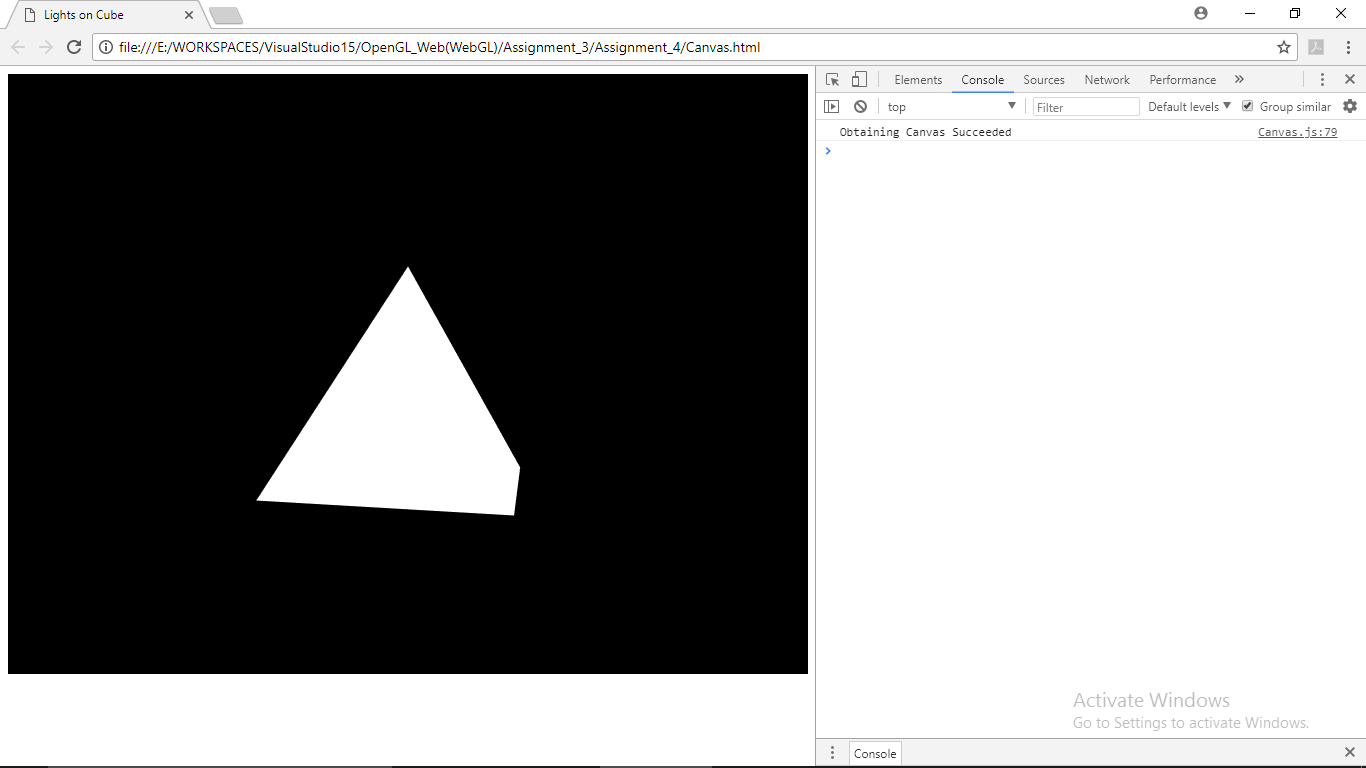 Lights on Cube
file:///E:/WORKSPACES/VisualStudio15/OpenGL_Web(WebGL)/Assignment_3/Assignment_4/Canvas.html
Elements Console Sources Network Performance »
top Filter Default levels Group similar
Obtaining Canvas Succeeded Canvas.js:79
Activate Windows
Go to Settings to activate Windows.
Console